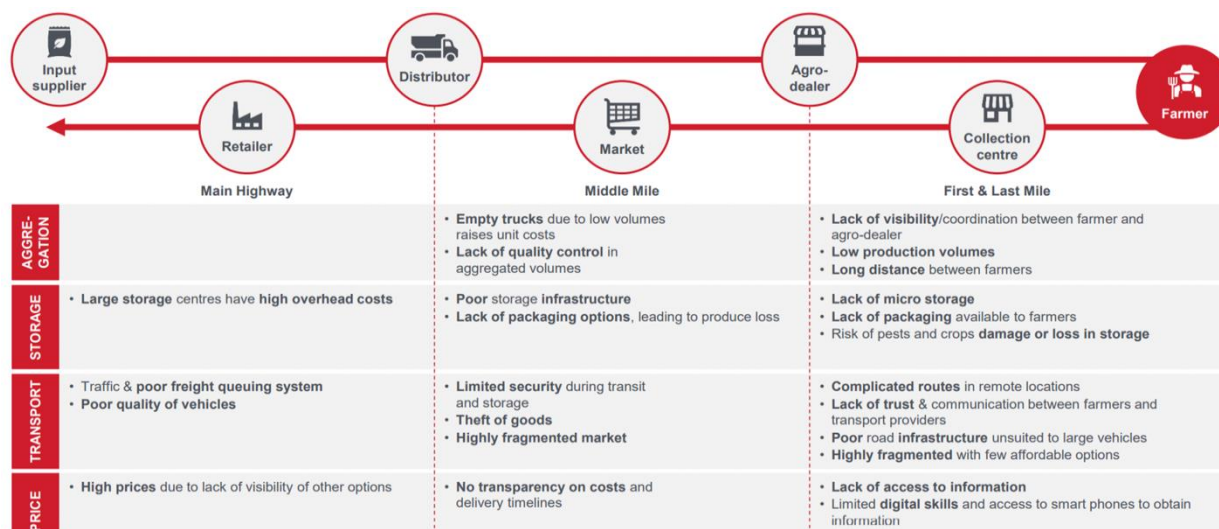 Input
supplier
Distributor
Agro-
dealer
Farmer
Retailer
Market
Collection
centre
Main Highway
Middle Mile
First & Last Mile
AGGRE-
GATION
• Empty trucks due to low volumes
raises unit costs
• Lack of quality control in
aggregated volumes
• Lack of visibility/coordination between farmer and
agro-dealer
• Low production volumes
• Long distance between farmers
STORAGE
• Large storage centres have high overhead costs
• Poor storage infrastructure
• Lack of packaging options, leading to produce loss
• Lack of micro storage
• Lack of packaging available to farmers
• Risk of pests and crops damage or loss in storage
TRANSPORT
• Traffic & poor freight queuing system
• Poor quality of vehicles
• Limited security during transit
and storage
• Theft of goods
• Highly fragmented market
• Complicated routes in remote locations
• Lack of trust & communication between farmers and
transport providers
• Poor road infrastructure unsuited to large vehicles
• Highly fragmented with few affordable options
PRICE
• High prices due to lack of visibility of other options
• No transparency on costs and
delivery timelines
• Lack of access to information
• Limited digital skills and access to smart phones to obtain
information